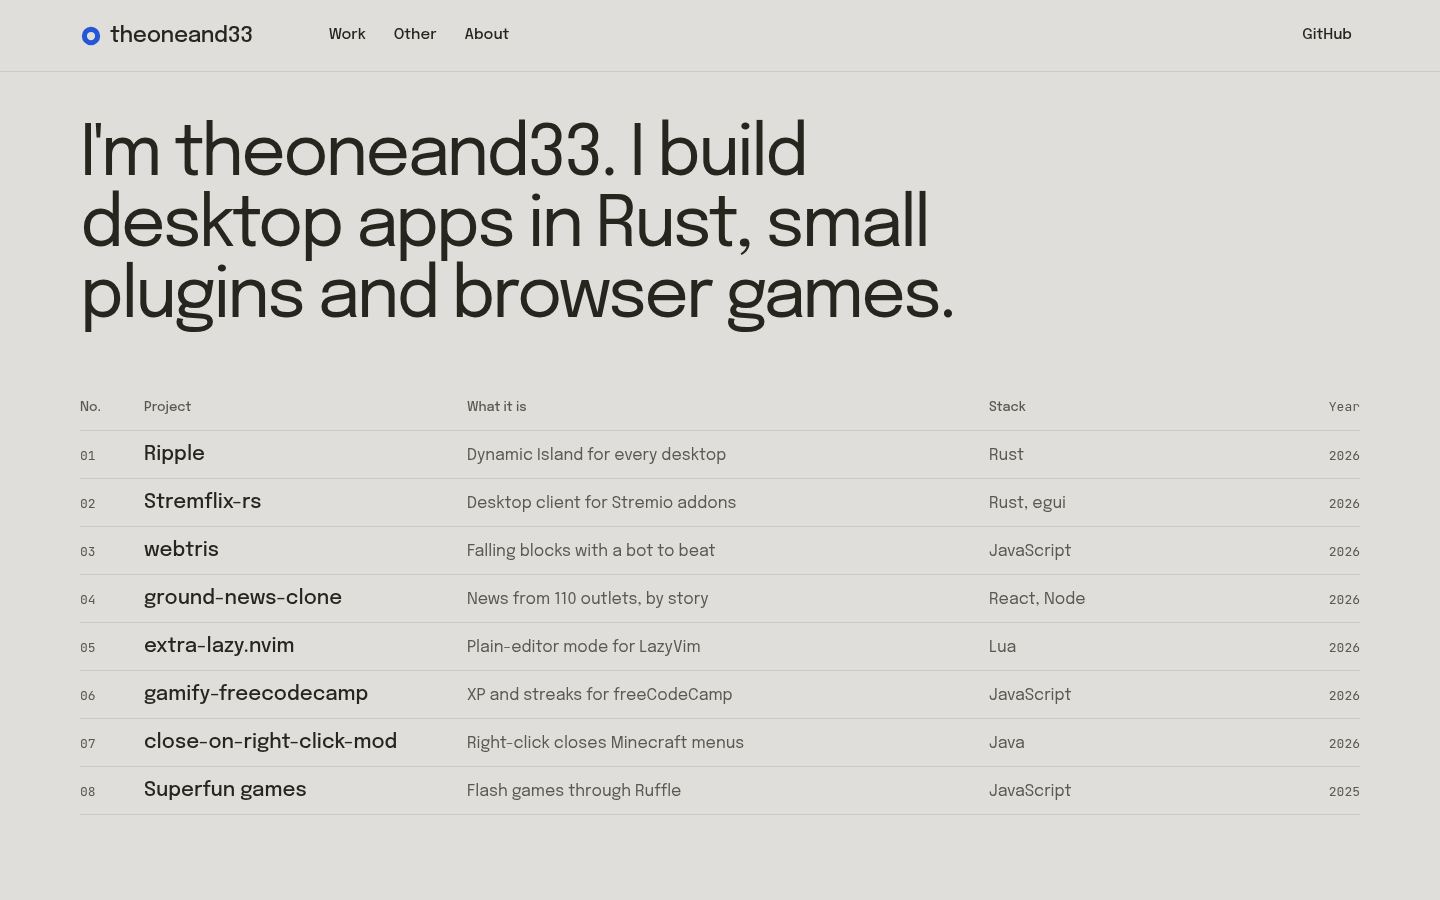 theoneand33 Work Other About GitHub
I'm theoneand33. I build
desktop apps in Rust, small
plugins and browser games.
No. Project What it is Stack Year
01 Ripple Dynamic Island for every desktop Rust 2026
02 Stremflix-rs Desktop client for Stremio addons Rust, egui 2026
03 webtris Falling blocks with a bot to beat JavaScript 2026
04 ground-news-clone News from 110 outlets, by story React, Node 2026
05 extra-lazy.nvim Plain-editor mode for LazyVim Lua 2026
06 gamify-freecodecamp XP and streaks for freeCodeCamp JavaScript 2026
07 close-on-right-click-mod Right-click closes Minecraft menus Java 2026
08 Superfun games Flash games through Ruffle JavaScript 2025